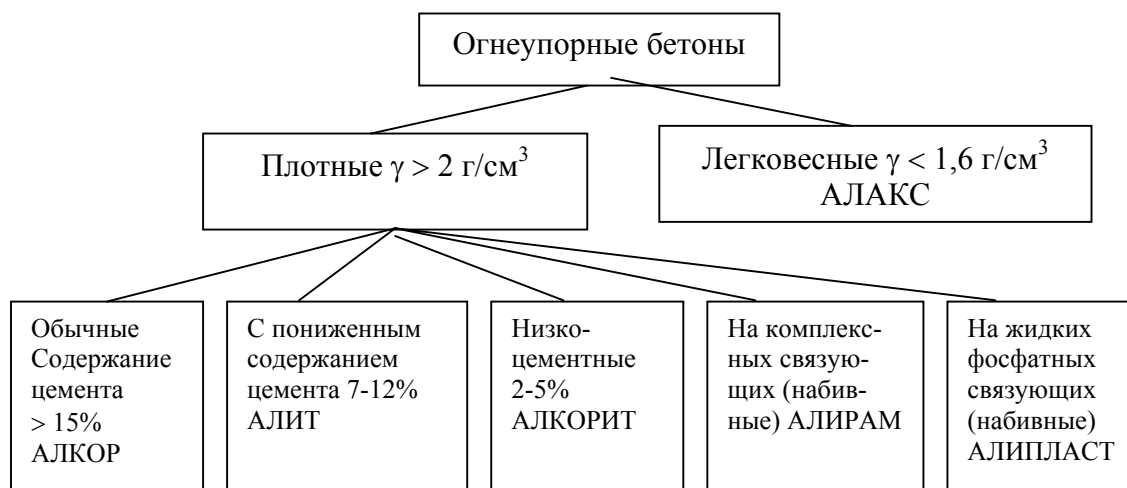 Огнеупорные бетоны
Плотные γ > 2 г/см³
Легковесные γ < 1,6 г/см³
АЛАКС
Обычные
Содержание
цемента
> 15%
АЛКОР
С пониженным
содержанием
цемента 7-12%
АЛИТ
Низко-
цементные
2-5%
АЛКОРИТ
На комплекс-
ных связую-
щих (набив-
ные) АЛИРАМ
На жидких
фосфатных
связующих
(набивные)
АЛИПЛАСТ